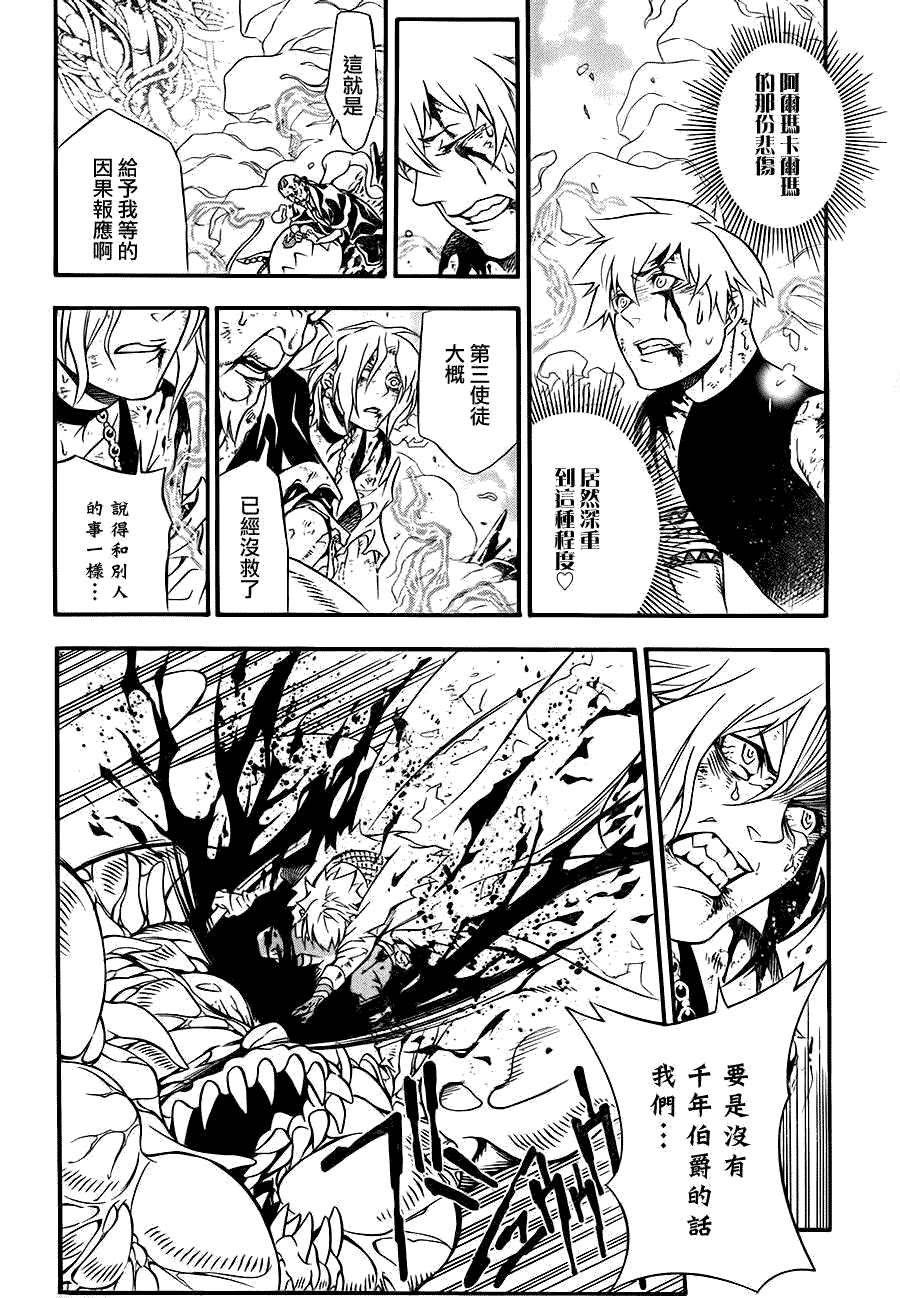 阿爾瑪卡爾瑪
的那份悲傷
居然深重
到這種程度♡
這就是
給予我等的
因果報應啊
第三使徒
大概
已經沒救了
說得和別人
的事一樣…
要是沒有
千年伯爵的話
我們…